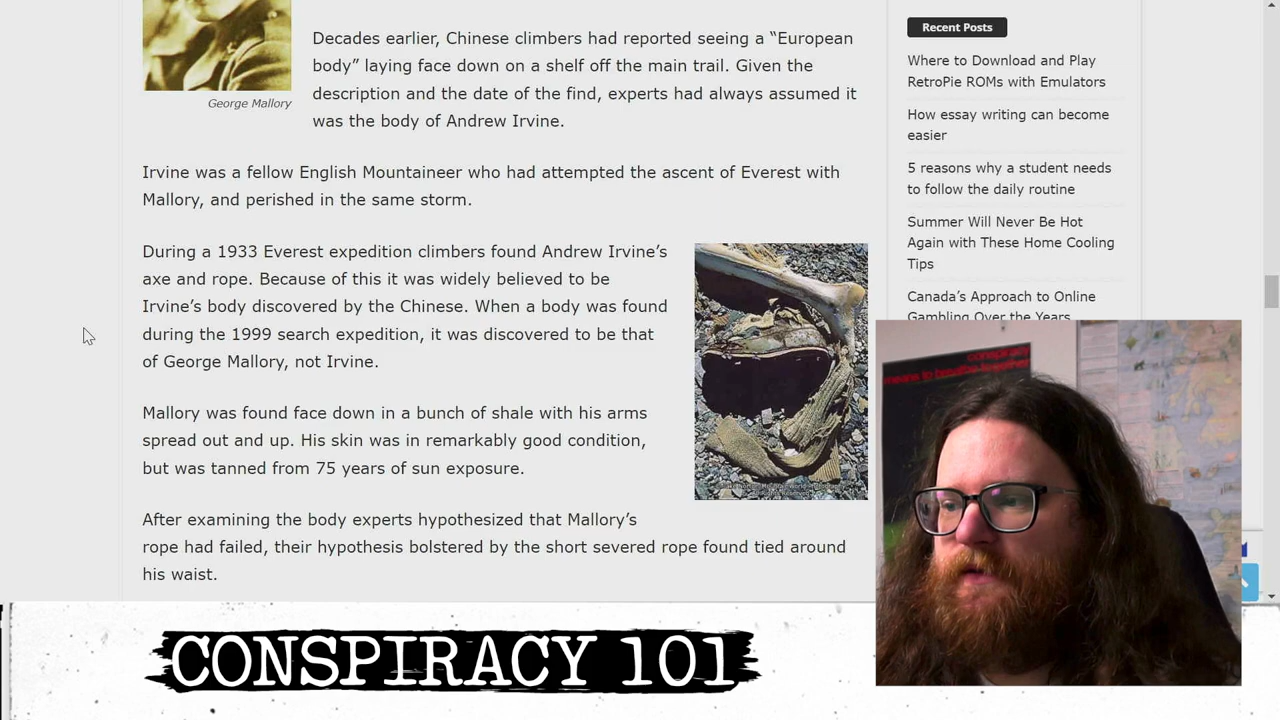 Decades earlier, Chinese climbers had reported seeing a “European
body” laying face down on a shelf off the main trail. Given the
description and the date of the find, experts had always assumed it
was the body of Andrew Irvine.
George Mallory
Irvine was a fellow English Mountaineer who had attempted the ascent of Everest with
Mallory, and perished in the same storm.
During a 1933 Everest expedition climbers found Andrew Irvine’s
axe and rope. Because of this it was widely believed to be
Irvine’s body discovered by the Chinese. When a body was found
during the 1999 search expedition, it was discovered to be that
of George Mallory, not Irvine.
Mallory was found face down in a bunch of shale with his arms
spread out and up. His skin was in remarkably good condition,
but was tanned from 75 years of sun exposure.
After examining the body experts hypothesized that Mallory’s
rope had failed, their hypothesis bolstered by the short severed rope found tied around
his waist.
Recent Posts
Where to Download and Play
RetroPie ROMs with Emulators
How essay writing can become
easier
5 reasons why a student needs
to follow the daily routine
Summer Will Never Be Hot
Again with These Home Cooling
Tips
Canada’s Approach to Online
Gambling Over the Years
conspiracy
means to breathe together
CONSPIRACY 101